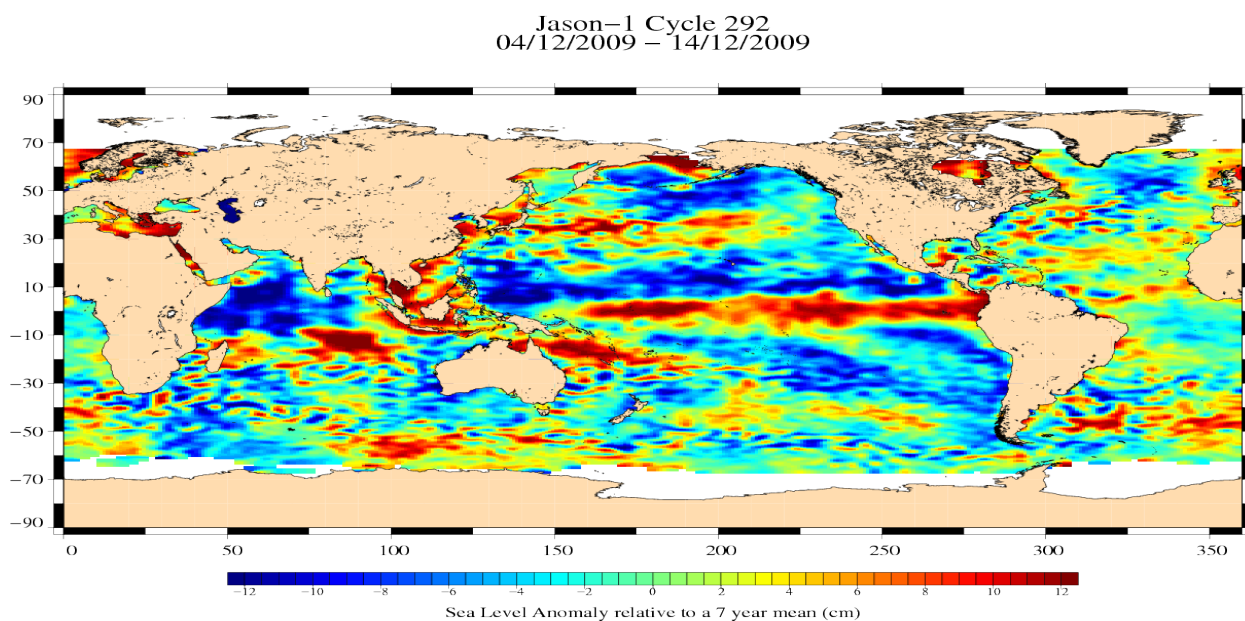 Jason−1 Cycle 292
04/12/2009 − 14/12/2009
90
70
50
30
10
−10
−30
−50
−70
−90
0 50 100 150 200 250 300 350
−12 −10 −8 −6 −4 −2 0 2 4 6 8 10 12
Sea Level Anomaly relative to a 7 year mean (cm)